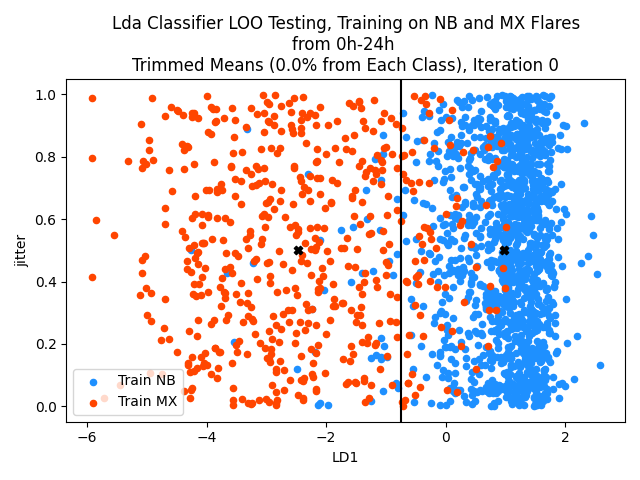 Lda Classifier LOO Testing, Training on NB and MX Flares
from 0h-24h
Trimmed Means (0.0% from Each Class), Iteration 0
1.0
0.8
0.6
0.4
0.2
0.0
jitter
Train NB
Train MX
−6
−4
−2
0
2
LD1